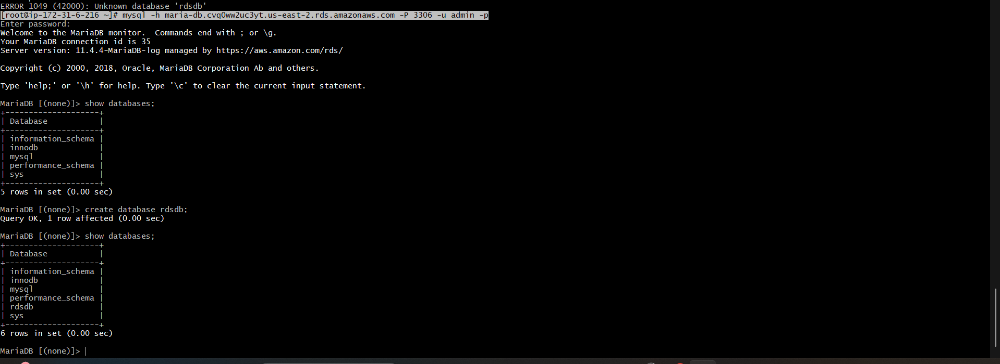 ERROR 1049 (42000): Unknown database 'rdsdb'
[root@ip-172-31-6-216 ~]# mysql -h maria-db.cvq0ww2uc3yt.us-east-2.rds.amazonaws.com -P 3306 -u admin -p
Enter password:
Welcome to the MariaDB monitor.  Commands end with ; or \g.
Your MariaDB connection id is 35
Server version: 11.4.4-MariaDB-log managed by https://aws.amazon.com/rds/
Copyright (c) 2000, 2018, Oracle, MariaDB Corporation Ab and others.
Type 'help;' or '\h' for help. Type '\c' to clear the current input statement.
MariaDB [(none)]> show databases;
+--------------------+
| Database           |
+--------------------+
| information_schema |
| innodb             |
| mysql              |
| performance_schema |
| sys                |
+--------------------+
5 rows in set (0.00 sec)
MariaDB [(none)]> create database rdsdb;
Query OK, 1 row affected (0.00 sec)
MariaDB [(none)]> show databases;
+--------------------+
| Database           |
+--------------------+
| information_schema |
| innodb             |
| mysql              |
| performance_schema |
| rdsdb              |
| sys                |
+--------------------+
6 rows in set (0.00 sec)
MariaDB [(none)]>